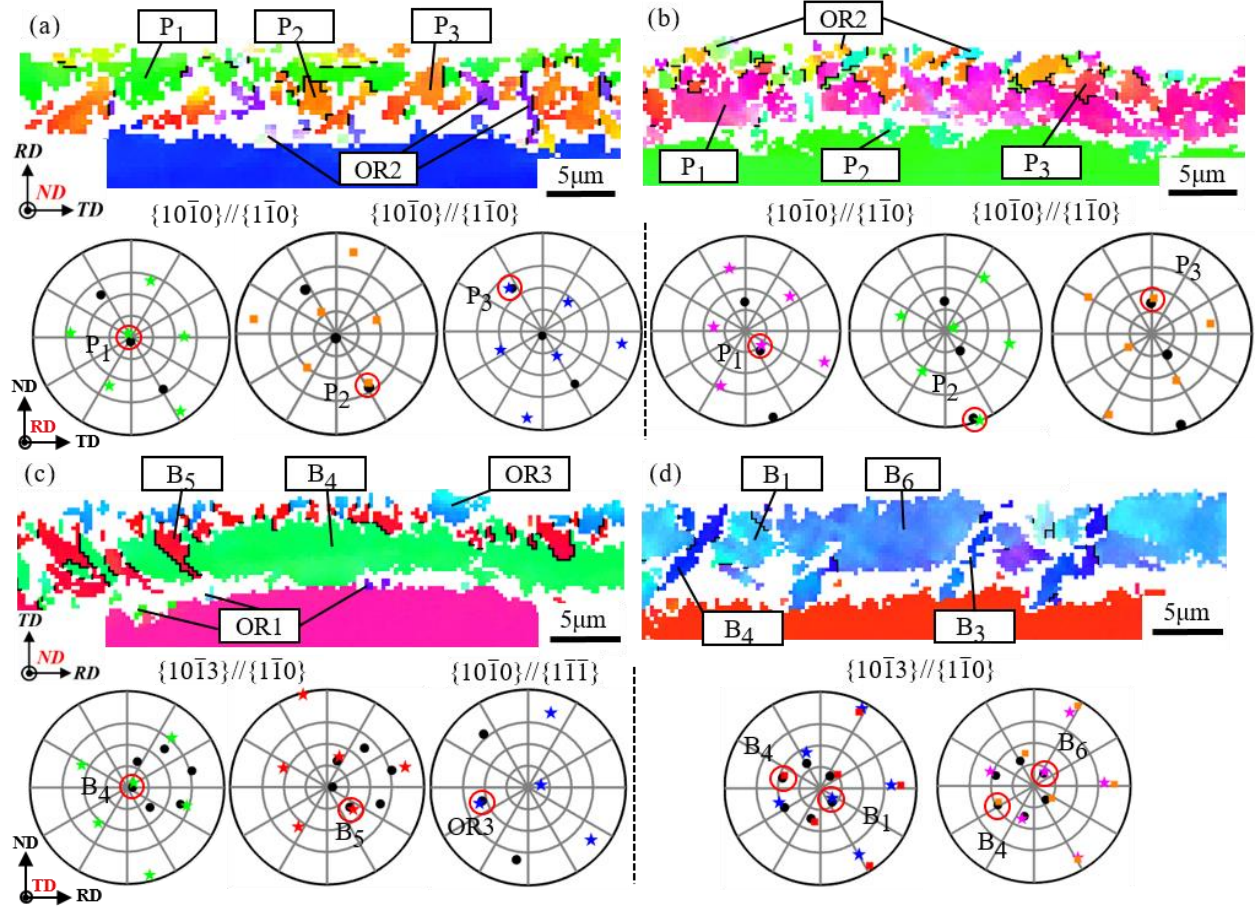 (a) P₁ P₂ P₃
OR2
RD
ND
TD
5μm
(b) OR2
P₁ P₂ P₃
5μm
{101̄0}//{11̄0} {101̄0}//{11̄0} {101̄0}//{11̄0} {101̄0}//{11̄0}
P₁ P₂ P₃ P₁ P₂ P₃
ND
RD
TD
(c) B₅ B₄ OR3
OR1
TD
ND
RD
5μm
(d) B₁ B₆
B₄ B₃
5μm
{101̄3}//{11̄0} {101̄0}//{11̄1̄} {101̄3}//{11̄0}
B₄ B₅ OR3 B₄ B₁ B₄ B₆
ND
TD
RD